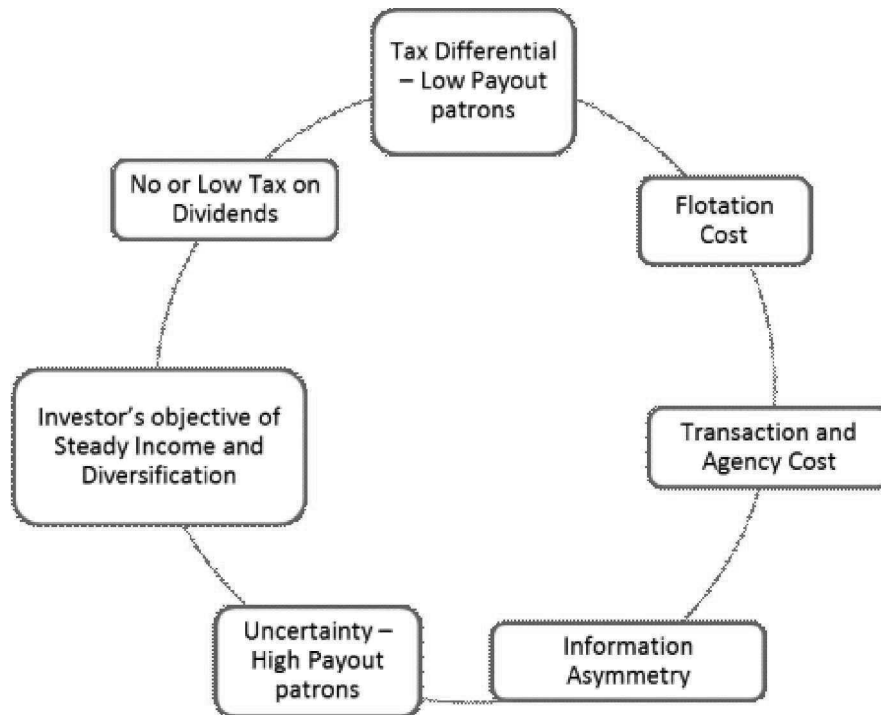 Tax Differential
– Low Payout
patrons
Flotation
Cost
Transaction and
Agency Cost
Information
Asymmetry
Uncertainty –
High Payout
patrons
Investor’s objective of
Steady Income and
Diversification
No or Low Tax on
Dividends